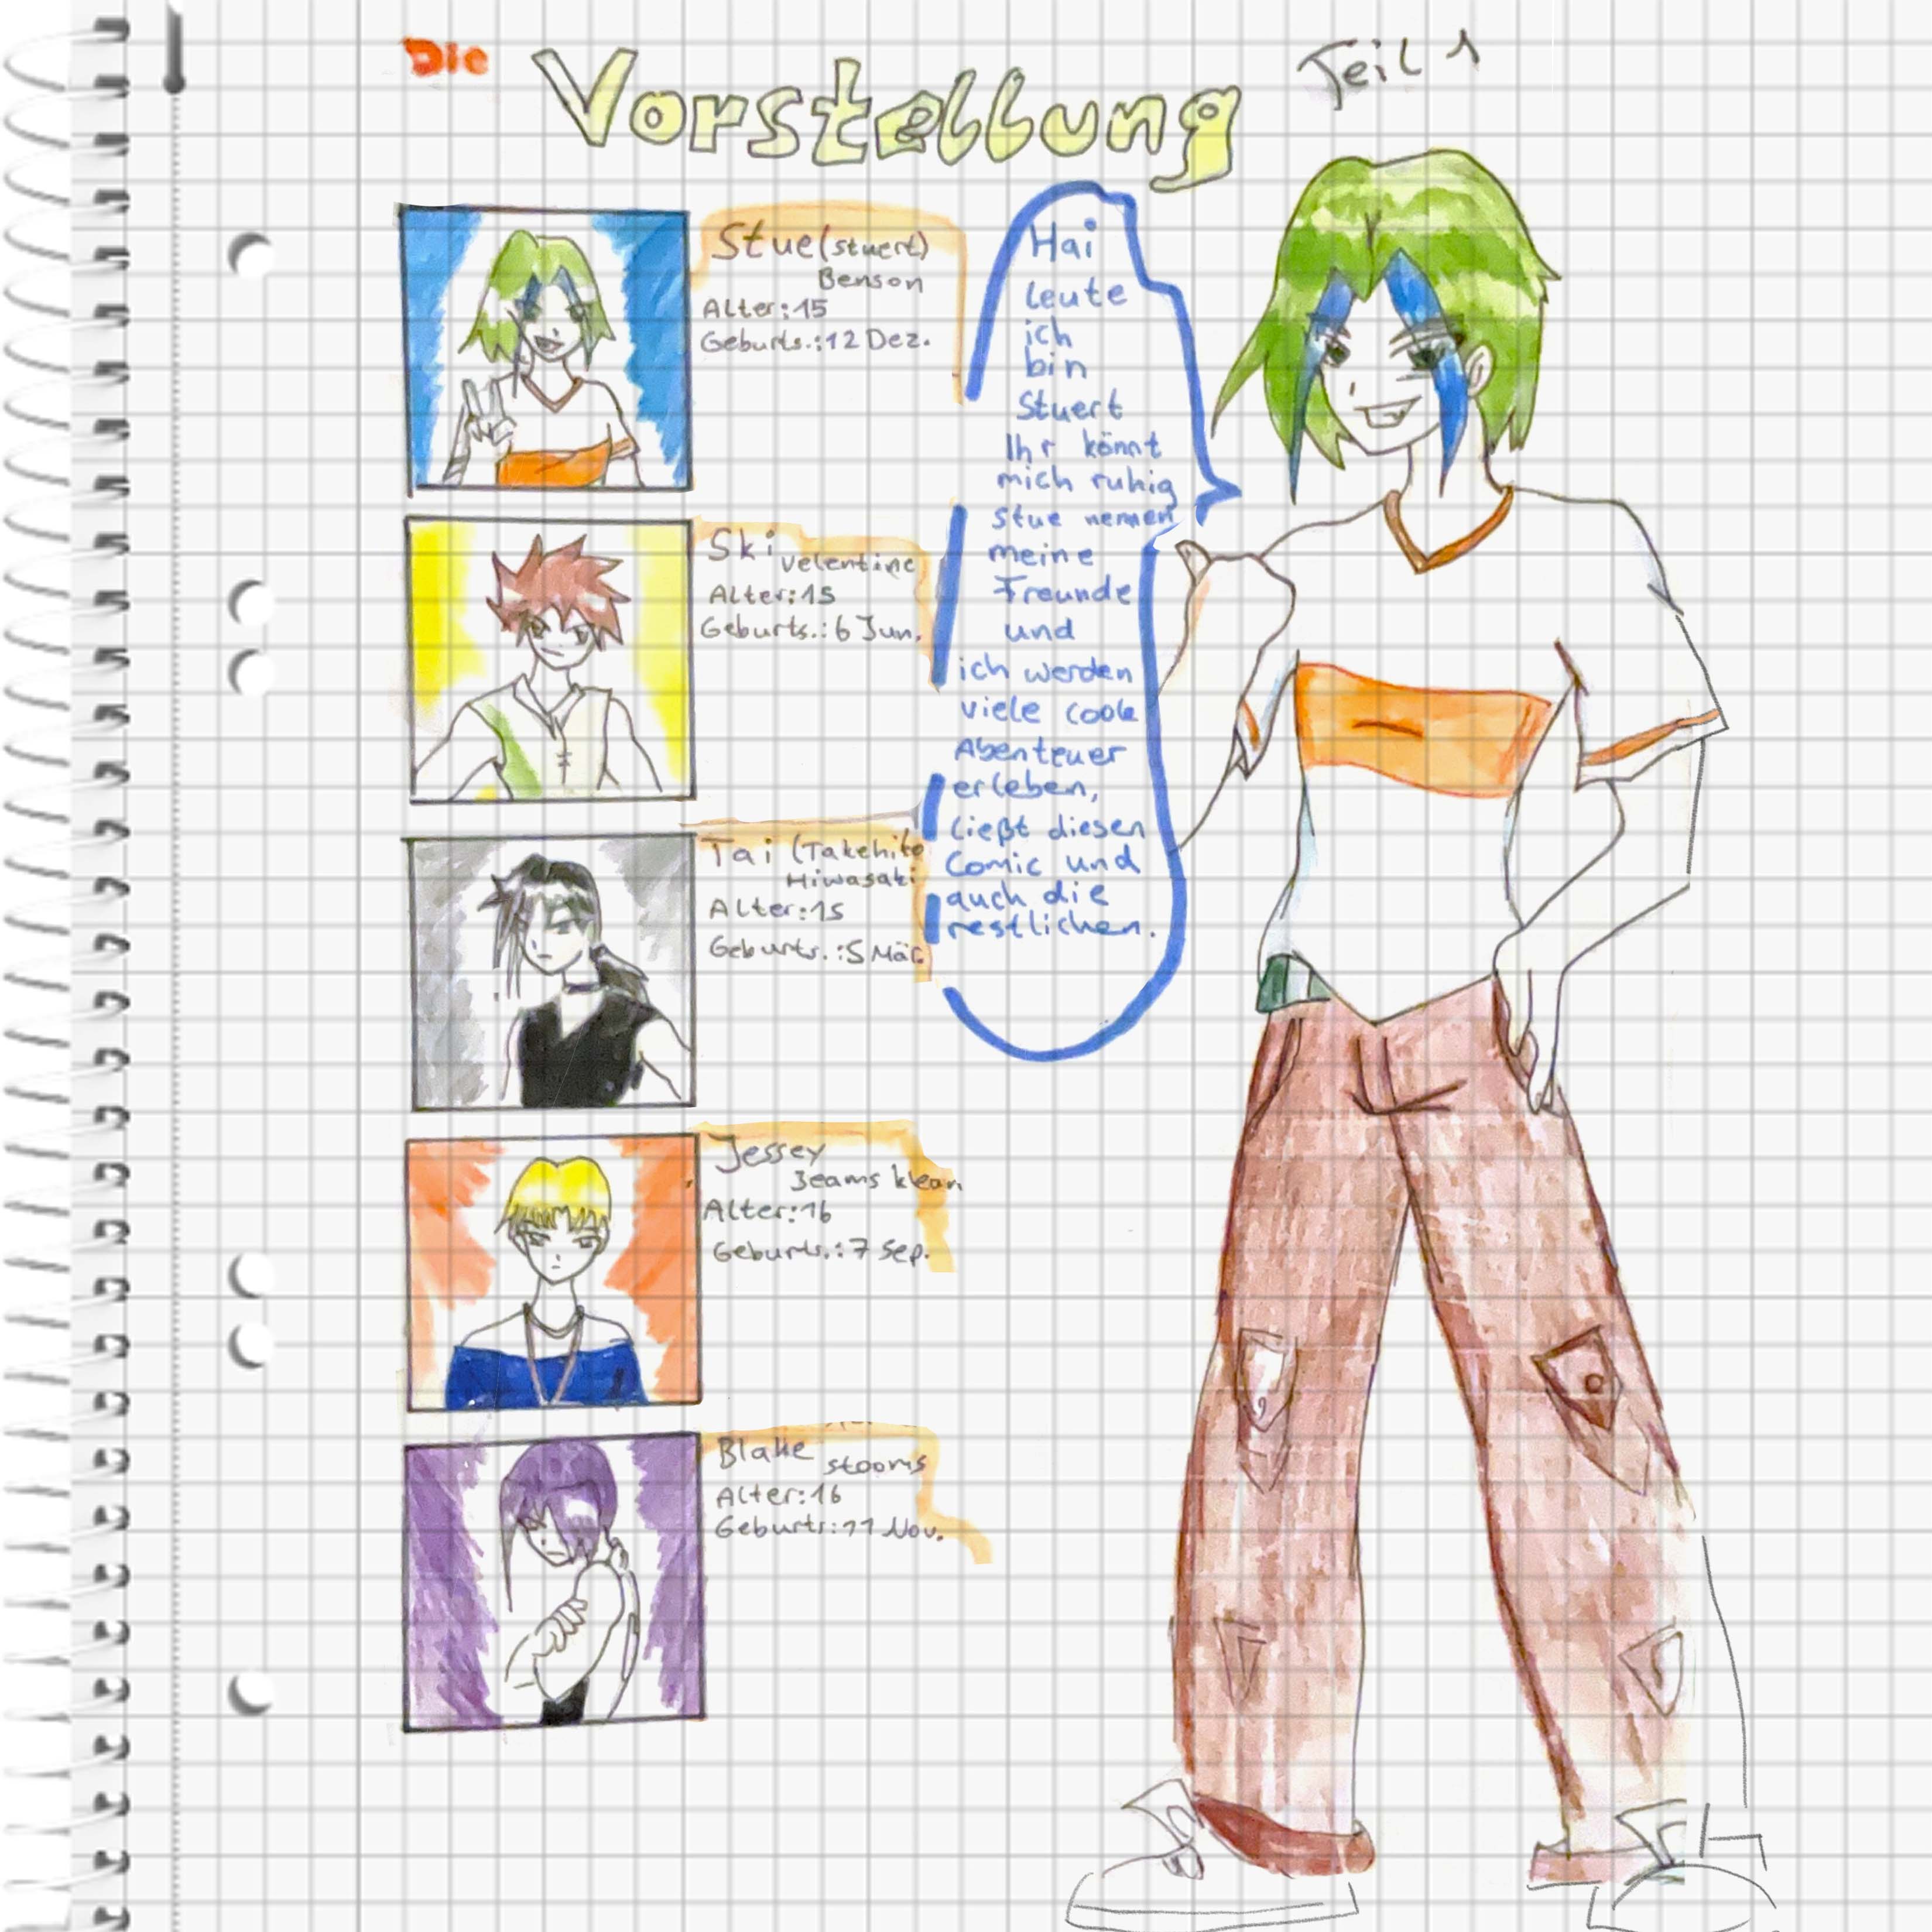 Die Vorstellung Teil 1
Stue (stuert)
Benson
Alter: 15
Geburts.: 12 Dez.
Ski Velentine
Alter: 15
Geburts.: 6 Jun.
Tai (Takehito
Hiwasaki
Alter: 15
Geburts.: 5 Mär.
Jessey
Jeams klean
Alter: 16
Geburts.: 7 Sep.
Blake stooms
Alter: 16
Geburts: 11 Nov.
Hai
leute
ich
bin
Stuert
Ihr könnt
mich ruhig
Stue nennen
meine
Freunde
und
ich werden
viele coole
Abenteuer
erleben,
ließt diesen
Comic und
auch die
restlichen.